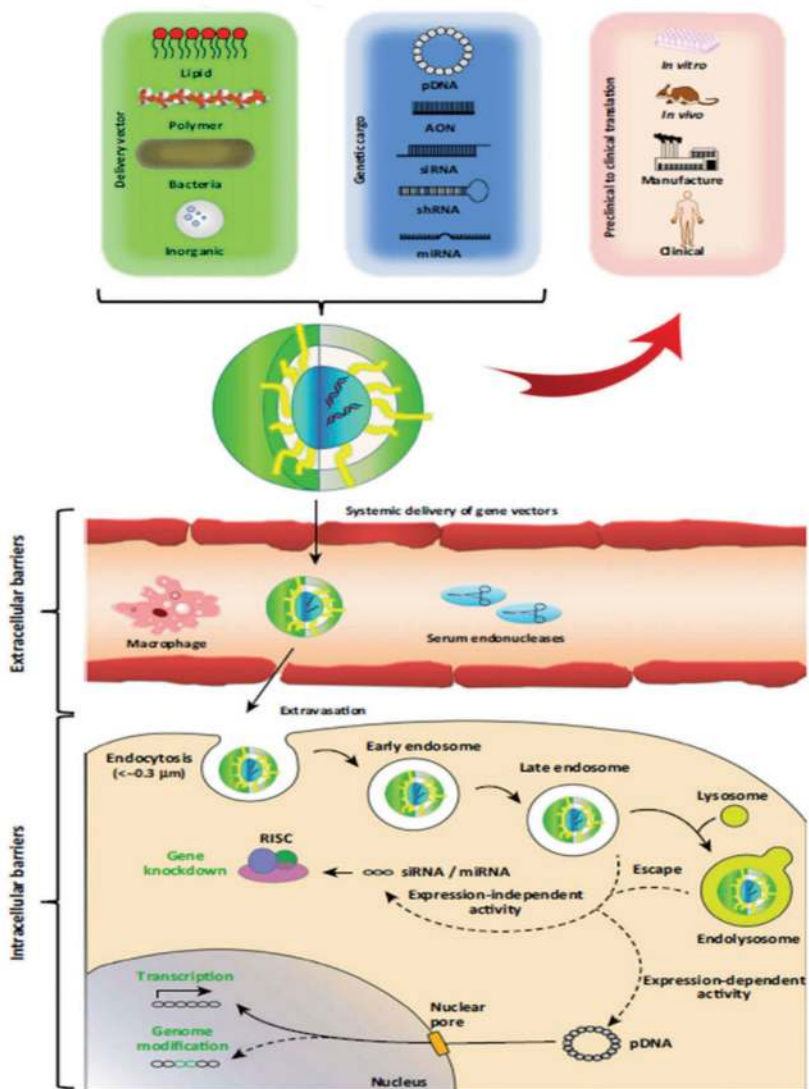 Delivery vector
Lipid
Polymer
Bacteria
Inorganic
Genetic cargo
pDNA
AON
siRNA
shRNA
miRNA
Preclinical to clinical translation
In vitro
In vivo
Manufacture
Clinical
Extracellular barriers
Systemic delivery of gene vectors
Macrophage
Serum endonucleases
Extravasation
Intracellular barriers
Endocytosis
(<~0.3 µm)
Early endosome
Late endosome
Lysosome
RISC
Gene
knockdown
siRNA / miRNA
Escape
Expression-independent
activity
Endolysosome
Transcription
Expression-dependent
activity
Nuclear
pore
Genome
modification
pDNA
Nucleus